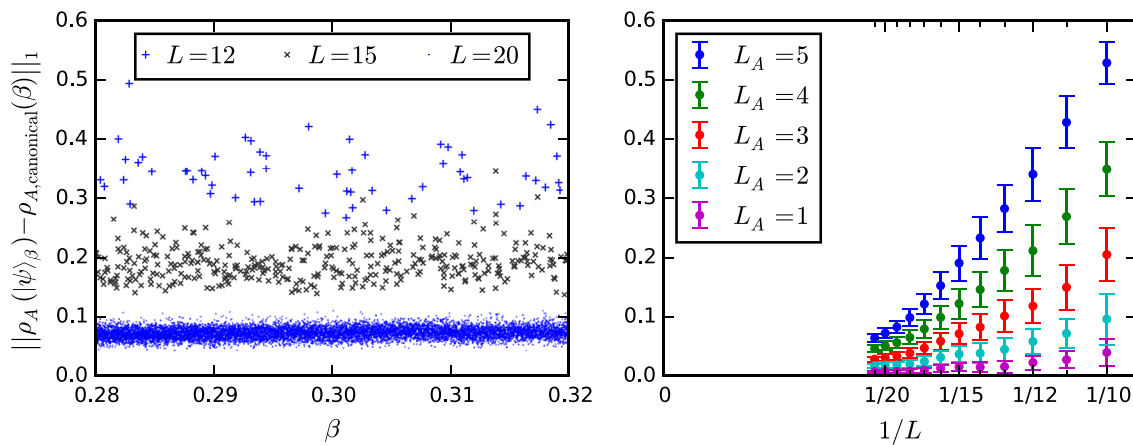 ||ρ_A(|ψ⟩_β)−ρ_{A,canonical}(β)||_1
0.6
0.5
0.4
0.3
0.2
0.1
0.0
+ L=12 × L=15 · L=20
0.28 0.29 0.30 0.31 0.32
β
0.6
0.5
0.4
0.3
0.2
0.1
0.0
L_A =5
L_A =4
L_A =3
L_A =2
L_A =1
0 1/20 1/15 1/12 1/10
1/L